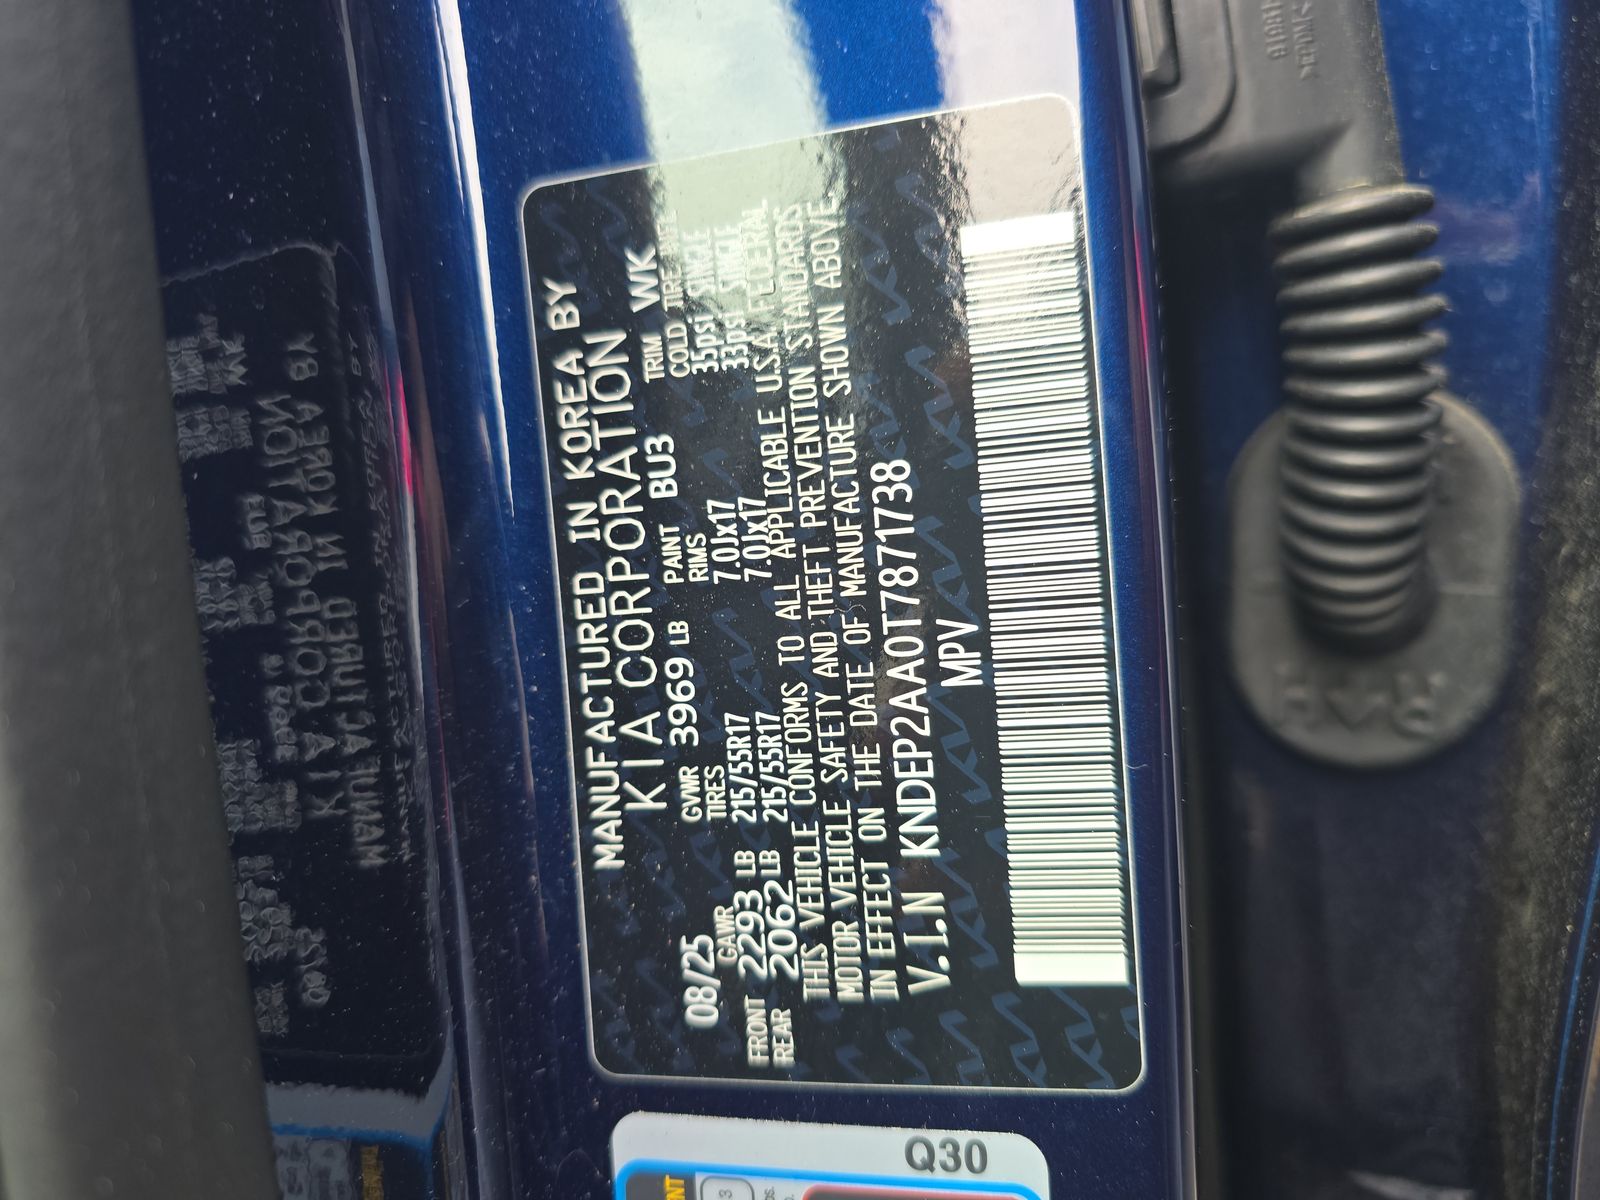 MANUFACTURED IN KOREA BY
KIA CORPORATION
08/25 GVWR 3969 LB PAINT BU3 TRIM WK
GAWR TIRES RIMS COLD TIRE
FRONT 2293 LB 215/55R17 7.0Jx17 35psi SINGLE
REAR 2062 LB 215/55R17 7.0Jx17 33psi SINGLE
THIS VEHICLE CONFORMS TO ALL APPLICABLE U.S.A FEDERAL
MOTOR VEHICLE SAFETY AND THEFT PREVENTION STANDARDS
IN EFFECT ON THE DATE OF MANUFACTURE SHOWN ABOVE.
V.I.N KNDEP2AA0T7871738
MPV
Q30